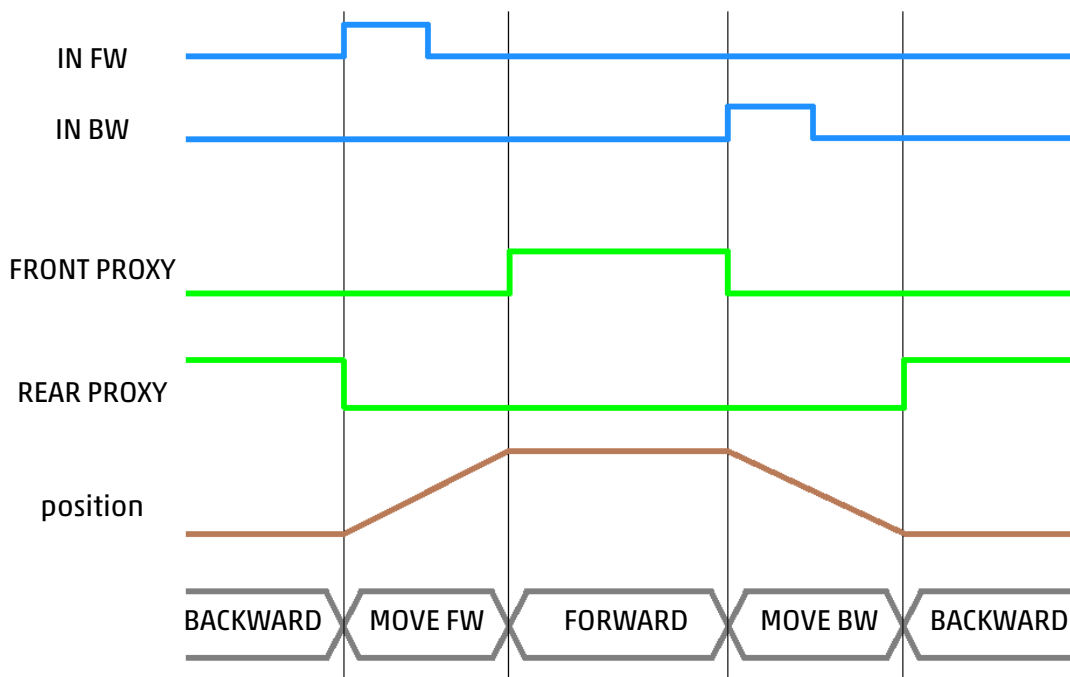 IN FW
IN BW
FRONT PROXY
REAR PROXY
position
BACKWARD MOVE FW FORWARD MOVE BW BACKWARD